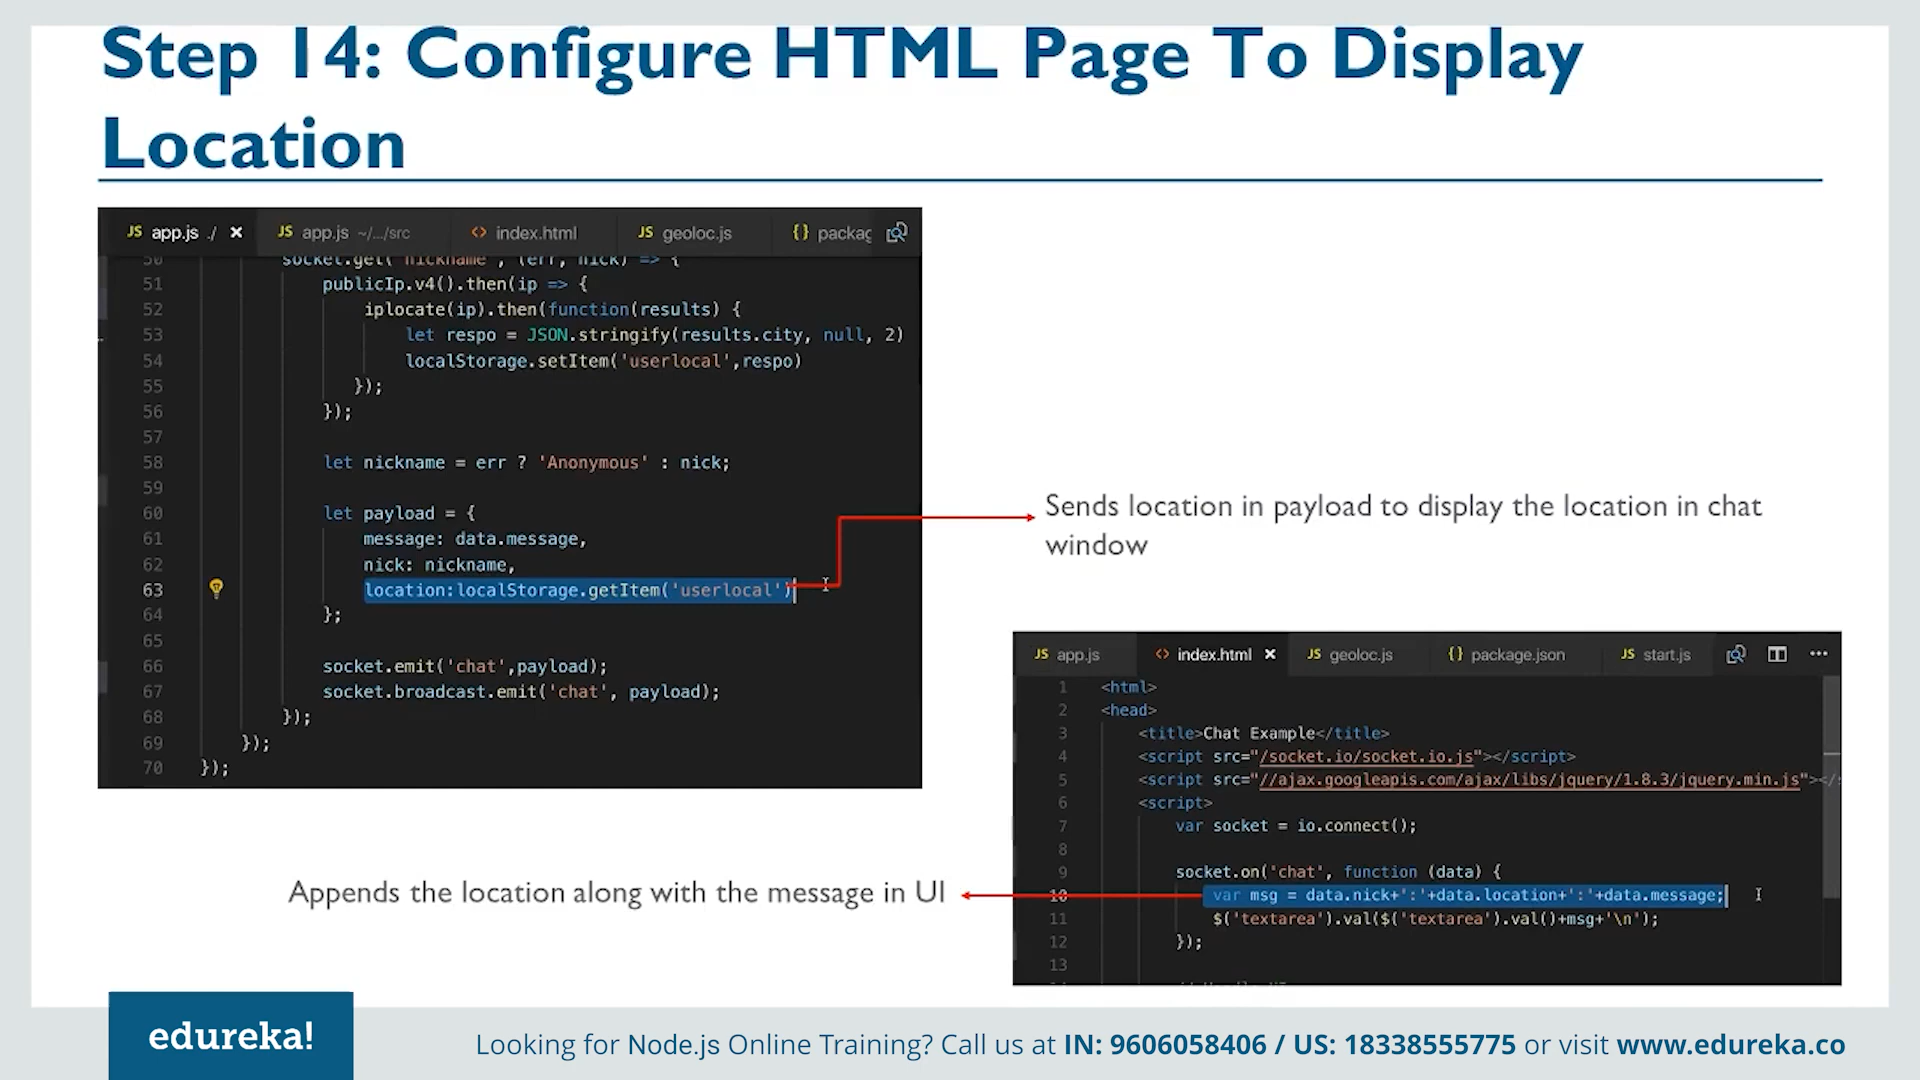 Step 14: Configure HTML Page To Display
Location
JS app.js ./ × JS app.js ~/.../src <> index.html JS geoloc.js {} packag
50 socket.get('nickname', (err, nick) => {
51 publicIp.v4().then(ip => {
52 iplocate(ip).then(function(results) {
53 let respo = JSON.stringify(results.city, null, 2)
54 localStorage.setItem('userlocal',respo)
55 });
56 });
57
58 let nickname = err ? 'Anonymous' : nick;
59
60 let payload = {
61 message: data.message,
62 nick: nickname,
63 location:localStorage.getItem('userlocal')
64 };
65
66 socket.emit('chat',payload);
67 socket.broadcast.emit('chat', payload);
68 });
69 });
70 });
Sends location in payload to display the location in chat
window
JS app.js <> index.html × JS geoloc.js {} package.json JS start.js ...
1 <html>
2 <head>
3 <title>Chat Example</title>
4 <script src="/socket.io/socket.io.js"></script>
5 <script src="//ajax.googleapis.com/ajax/libs/jquery/1.8.3/jquery.min.js"></
6 <script>
7 var socket = io.connect();
8
9 socket.on('chat', function (data) {
10 var msg = data.nick+':'+data.location+':'+data.message;
11 $('textarea').val($('textarea').val()+msg+'\n');
12 });
13
Appends the location along with the message in UI
edureka!
Looking for Node.js Online Training? Call us at IN: 9606058406 / US: 18338555775 or visit www.edureka.co